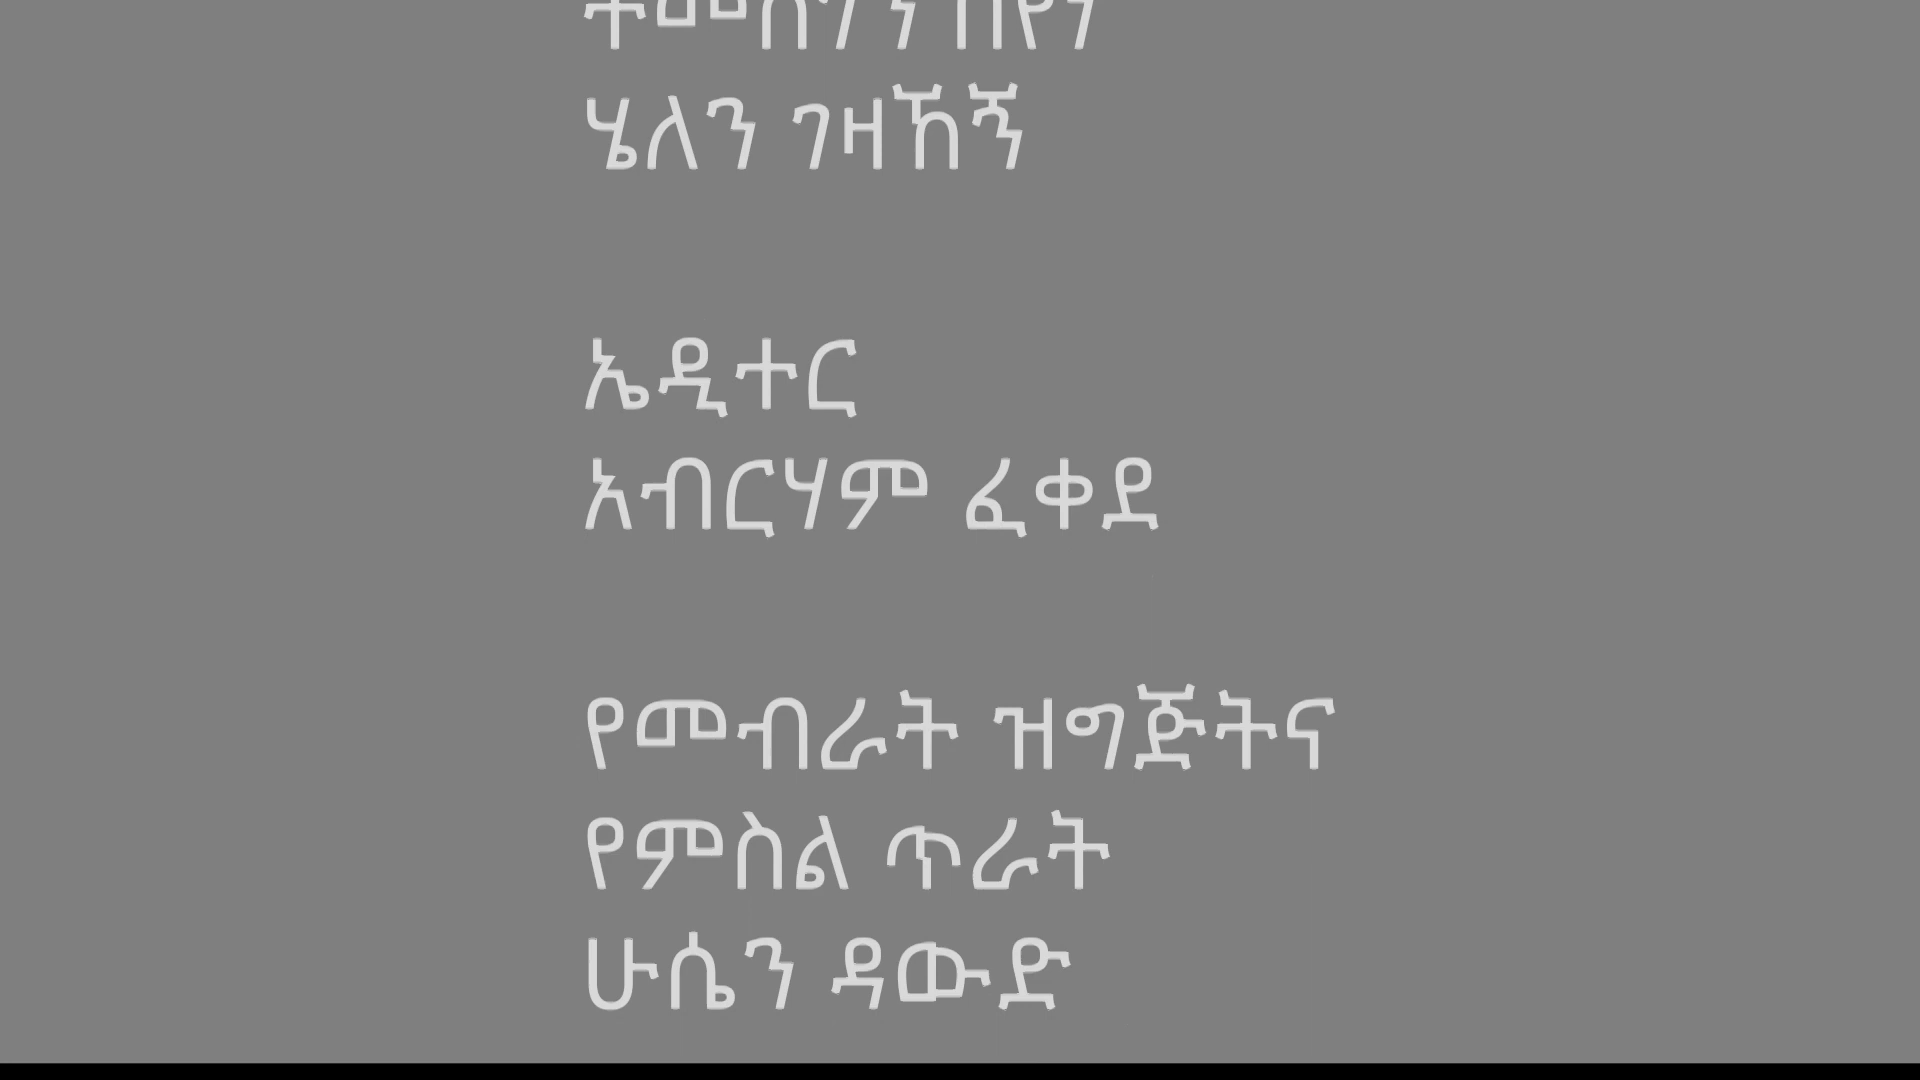 ሄለን ገዛኸኝ
ኤዲተር
አብርሃም ፈቀደ
የመብራት ዝግጅትና
የምስል ጥራት
ሁሴን ዳውድ